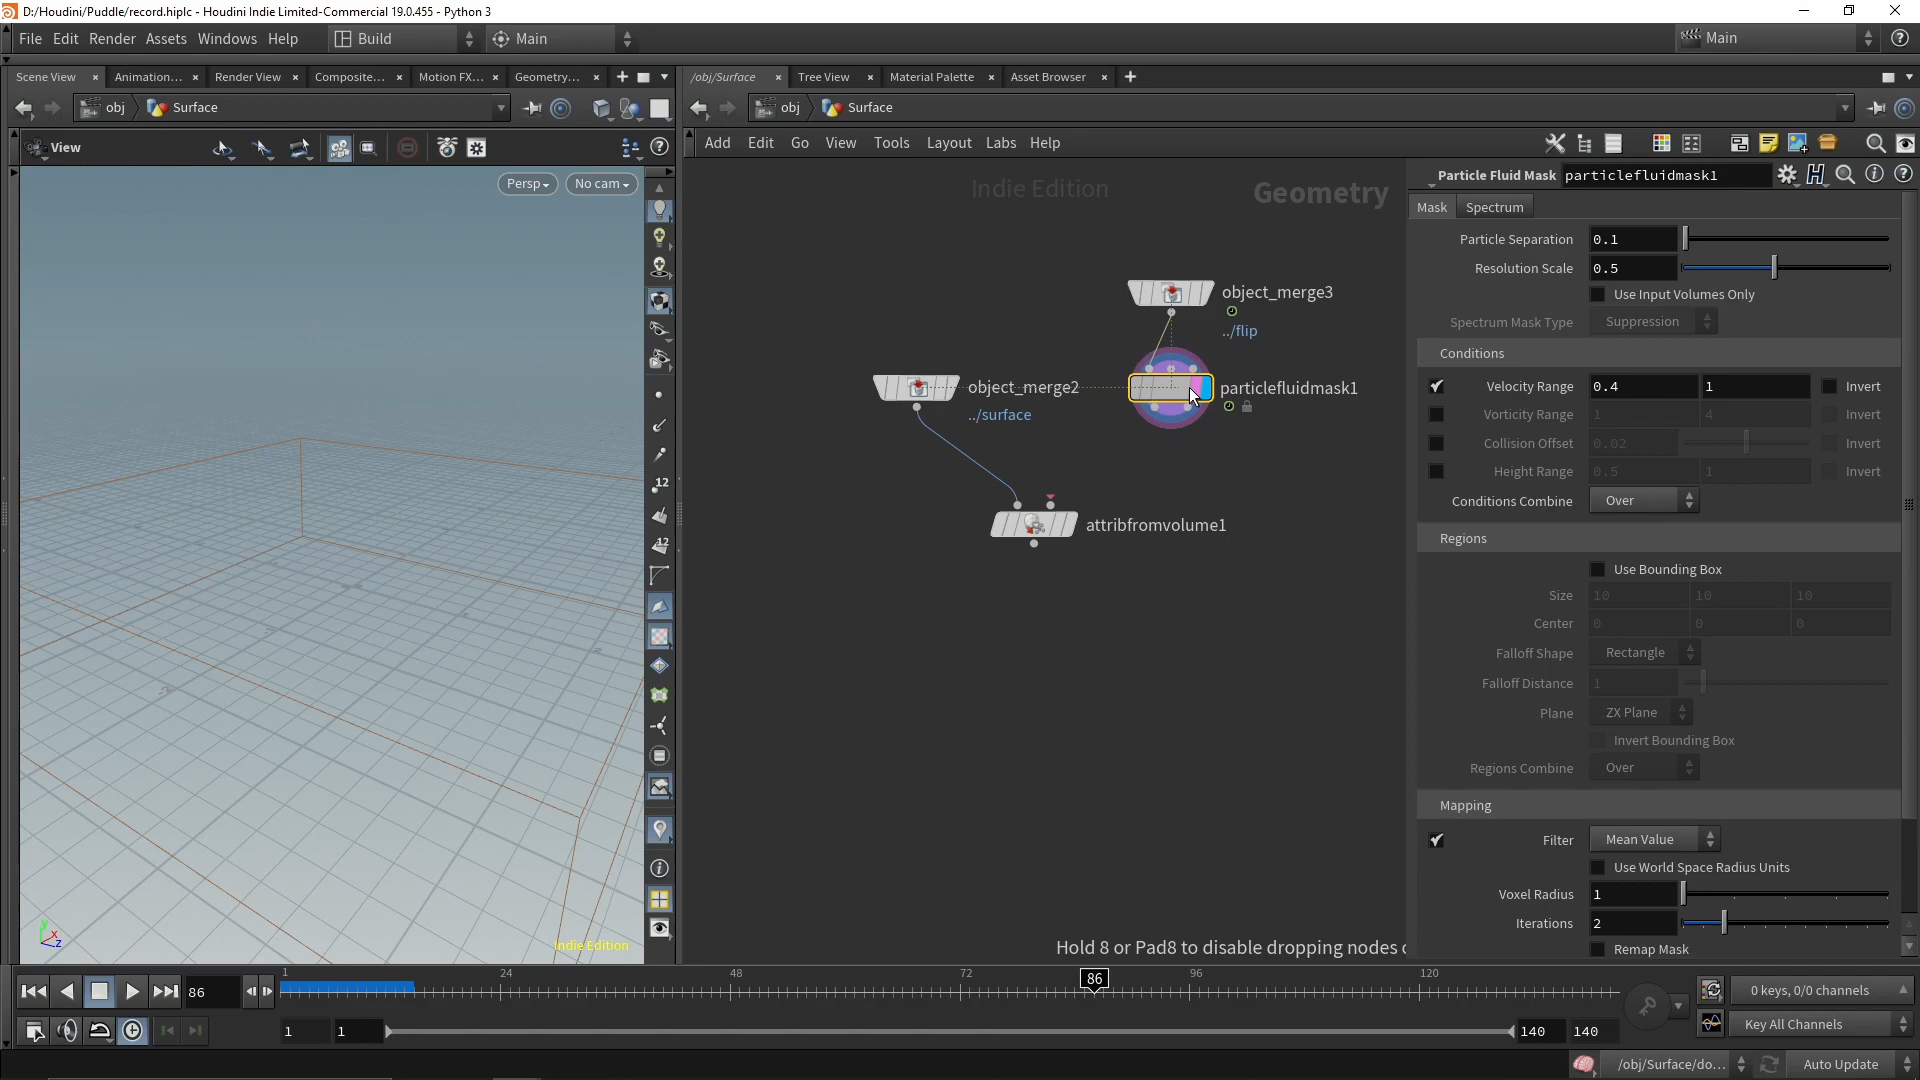 D:/Houdini/Puddle/record.hiplc - Houdini Indie Limited-Commercial 19.0.455 - Python 3
File Edit Render Assets Windows Help Build Main Main
Scene View Animation... Render View Composite... Motion FX... Geometry...
/obj/Surface Tree View Material Palette Asset Browser
obj Surface
obj Surface
View
Add Edit Go View Tools Layout Labs Help
Persp No cam
Indie Edition
Geometry
Particle Fluid Mask particlefluidmask1
Mask Spectrum
Particle Separation 0.1
Resolution Scale 0.5
Use Input Volumes Only
Spectrum Mask Type Suppression
Conditions
Velocity Range 0.4 1 Invert
Vorticity Range 1 4 Invert
Collision Offset 0.02 Invert
Height Range 0.5 1 Invert
Conditions Combine Over
Regions
Use Bounding Box
Size 10 10 10
Center 0 0 0
Falloff Shape Rectangle
Falloff Distance 1
Plane ZX Plane
Invert Bounding Box
Regions Combine Over
Mapping
Filter Mean Value
Use World Space Radius Units
Voxel Radius 1
Iterations 2
Remap Mask
object_merge3
../flip
object_merge2
../surface
particlefluidmask1
attribfromvolume1
12
12
y x z
Indie Edition
Hold 8 or Pad8 to disable dropping nodes
86
1 24 48 72 86 96 120
0 keys, 0/0 channels
1 1 140 140
Key All Channels
/obj/Surface/do... Auto Update